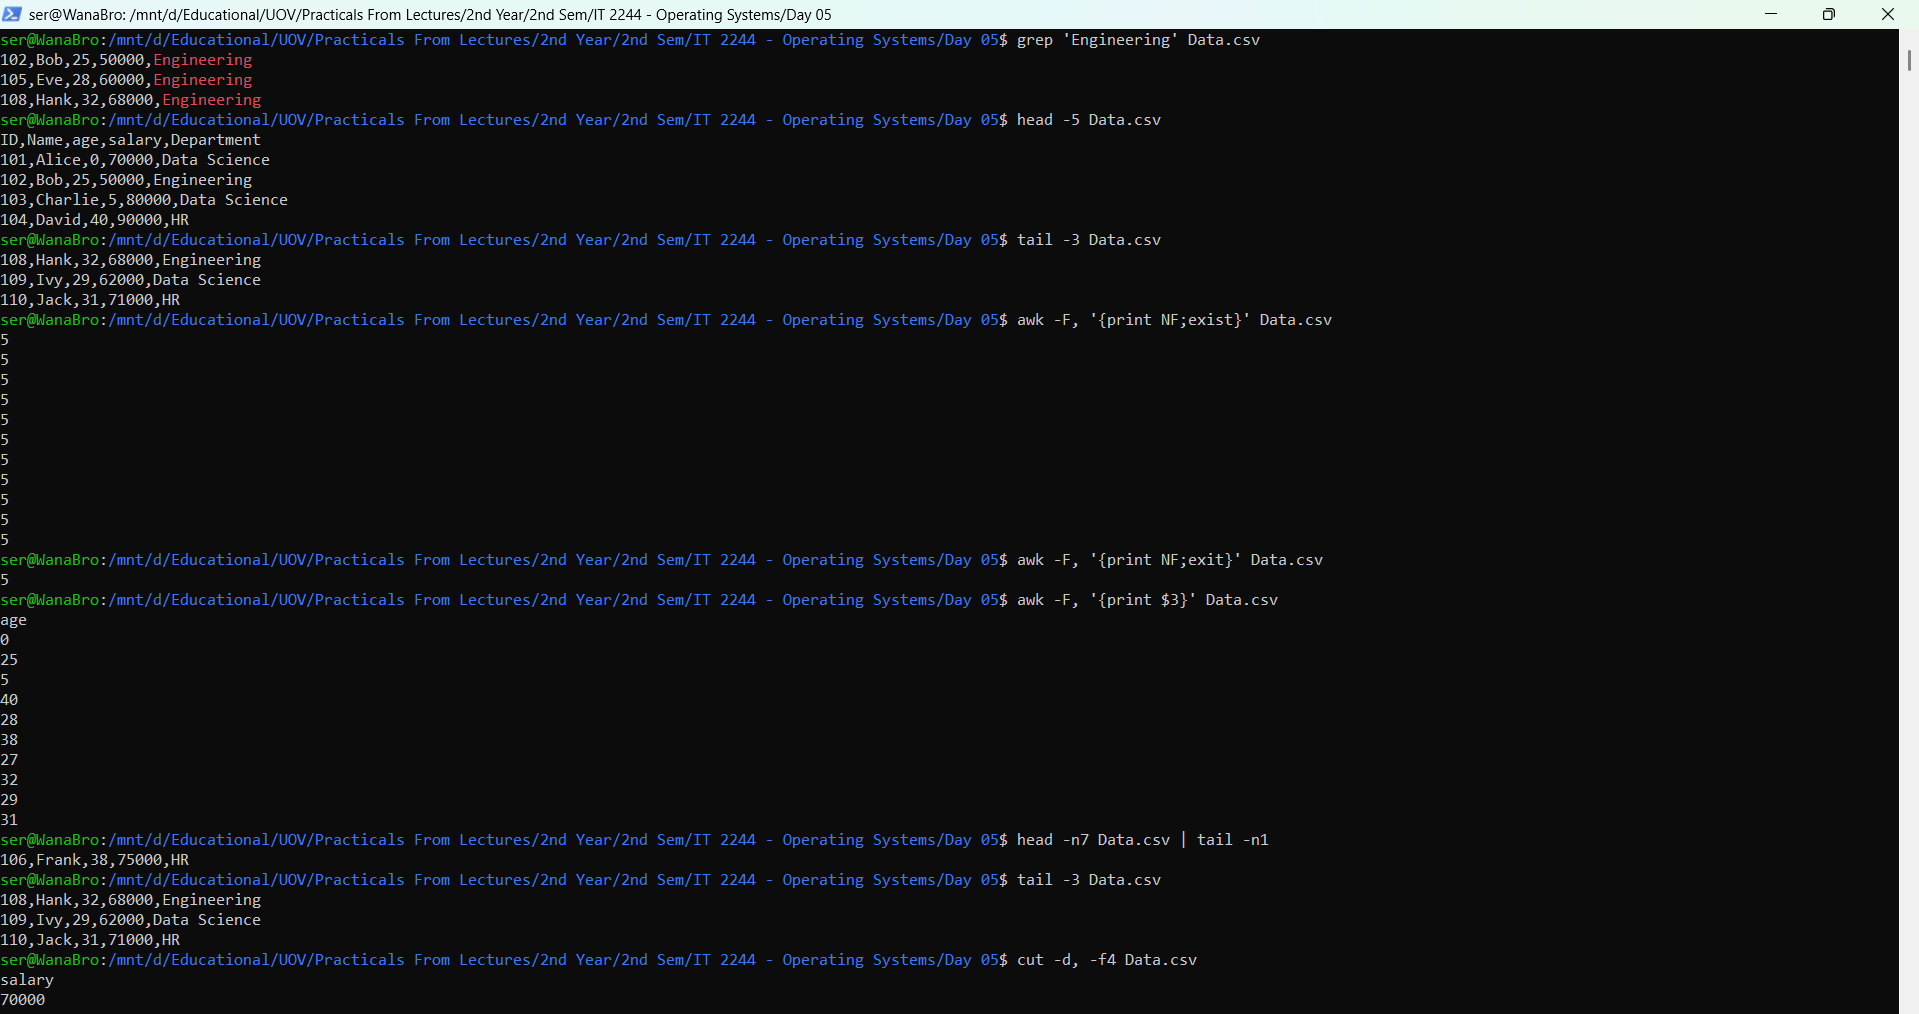 ser@WanaBro: /mnt/d/Educational/UOV/Practicals From Lectures/2nd Year/2nd Sem/IT 2244 - Operating Systems/Day 05
ser@WanaBro:/mnt/d/Educational/UOV/Practicals From Lectures/2nd Year/2nd Sem/IT 2244 - Operating Systems/Day 05$ grep 'Engineering' Data.csv
102,Bob,25,50000,Engineering
105,Eve,28,60000,Engineering
108,Hank,32,68000,Engineering
ser@WanaBro:/mnt/d/Educational/UOV/Practicals From Lectures/2nd Year/2nd Sem/IT 2244 - Operating Systems/Day 05$ head -5 Data.csv
ID,Name,age,salary,Department
101,Alice,0,70000,Data Science
102,Bob,25,50000,Engineering
103,Charlie,5,80000,Data Science
104,David,40,90000,HR
ser@WanaBro:/mnt/d/Educational/UOV/Practicals From Lectures/2nd Year/2nd Sem/IT 2244 - Operating Systems/Day 05$ tail -3 Data.csv
108,Hank,32,68000,Engineering
109,Ivy,29,62000,Data Science
110,Jack,31,71000,HR
ser@WanaBro:/mnt/d/Educational/UOV/Practicals From Lectures/2nd Year/2nd Sem/IT 2244 - Operating Systems/Day 05$ awk -F, '{print NF;exist}' Data.csv
5
5
5
5
5
5
5
5
5
5
5
ser@WanaBro:/mnt/d/Educational/UOV/Practicals From Lectures/2nd Year/2nd Sem/IT 2244 - Operating Systems/Day 05$ awk -F, '{print NF;exit}' Data.csv
5
ser@WanaBro:/mnt/d/Educational/UOV/Practicals From Lectures/2nd Year/2nd Sem/IT 2244 - Operating Systems/Day 05$ awk -F, '{print $3}' Data.csv
age
0
25
5
40
28
38
27
32
29
31
ser@WanaBro:/mnt/d/Educational/UOV/Practicals From Lectures/2nd Year/2nd Sem/IT 2244 - Operating Systems/Day 05$ head -n7 Data.csv | tail -n1
106,Frank,38,75000,HR
ser@WanaBro:/mnt/d/Educational/UOV/Practicals From Lectures/2nd Year/2nd Sem/IT 2244 - Operating Systems/Day 05$ tail -3 Data.csv
108,Hank,32,68000,Engineering
109,Ivy,29,62000,Data Science
110,Jack,31,71000,HR
ser@WanaBro:/mnt/d/Educational/UOV/Practicals From Lectures/2nd Year/2nd Sem/IT 2244 - Operating Systems/Day 05$ cut -d, -f4 Data.csv
salary
70000